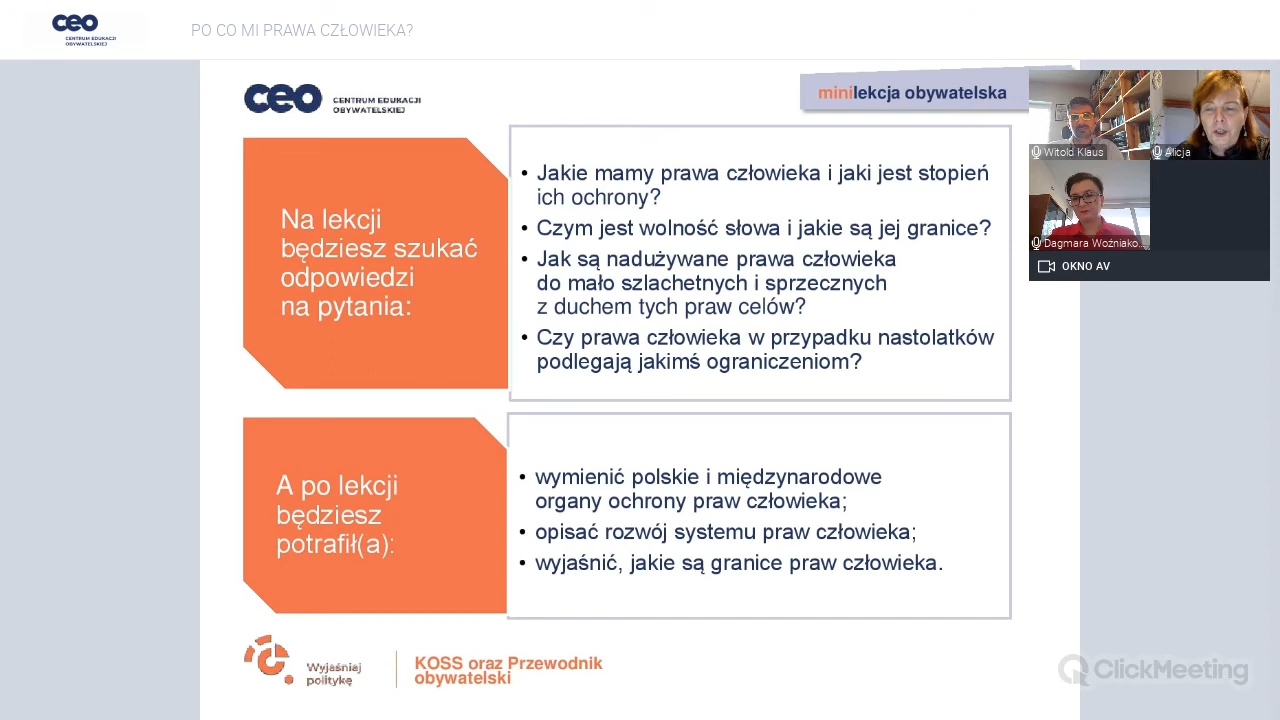 ceo
CENTRUM EDUKACJI
OBYWATELSKIEJ
PO CO MI PRAWA CZŁOWIEKA?
ceo
CENTRUM EDUKACJI
OBYWATELSKIEJ
minilekcja obywatelska
Na lekcji
będziesz szukać
odpowiedzi
na pytania:
• Jakie mamy prawa człowieka i jaki jest stopień
ich ochrony?
• Czym jest wolność słowa i jakie są jej granice?
• Jak są nadużywane prawa człowieka
do mało szlachetnych i sprzecznych
z duchem tych praw celów?
• Czy prawa człowieka w przypadku nastolatków
podlegają jakimś ograniczeniom?
Witold Klaus
Alicja
Dagmara Woźniako...
OKNO AV
A po lekcji
będziesz
potrafił(a):
• wymienić polskie i międzynarodowe
organy ochrony praw człowieka;
• opisać rozwój systemu praw człowieka;
• wyjaśnić, jakie są granice praw człowieka.
Wyjaśniaj
politykę
KOSS oraz Przewodnik
obywatelski
ClickMeeting